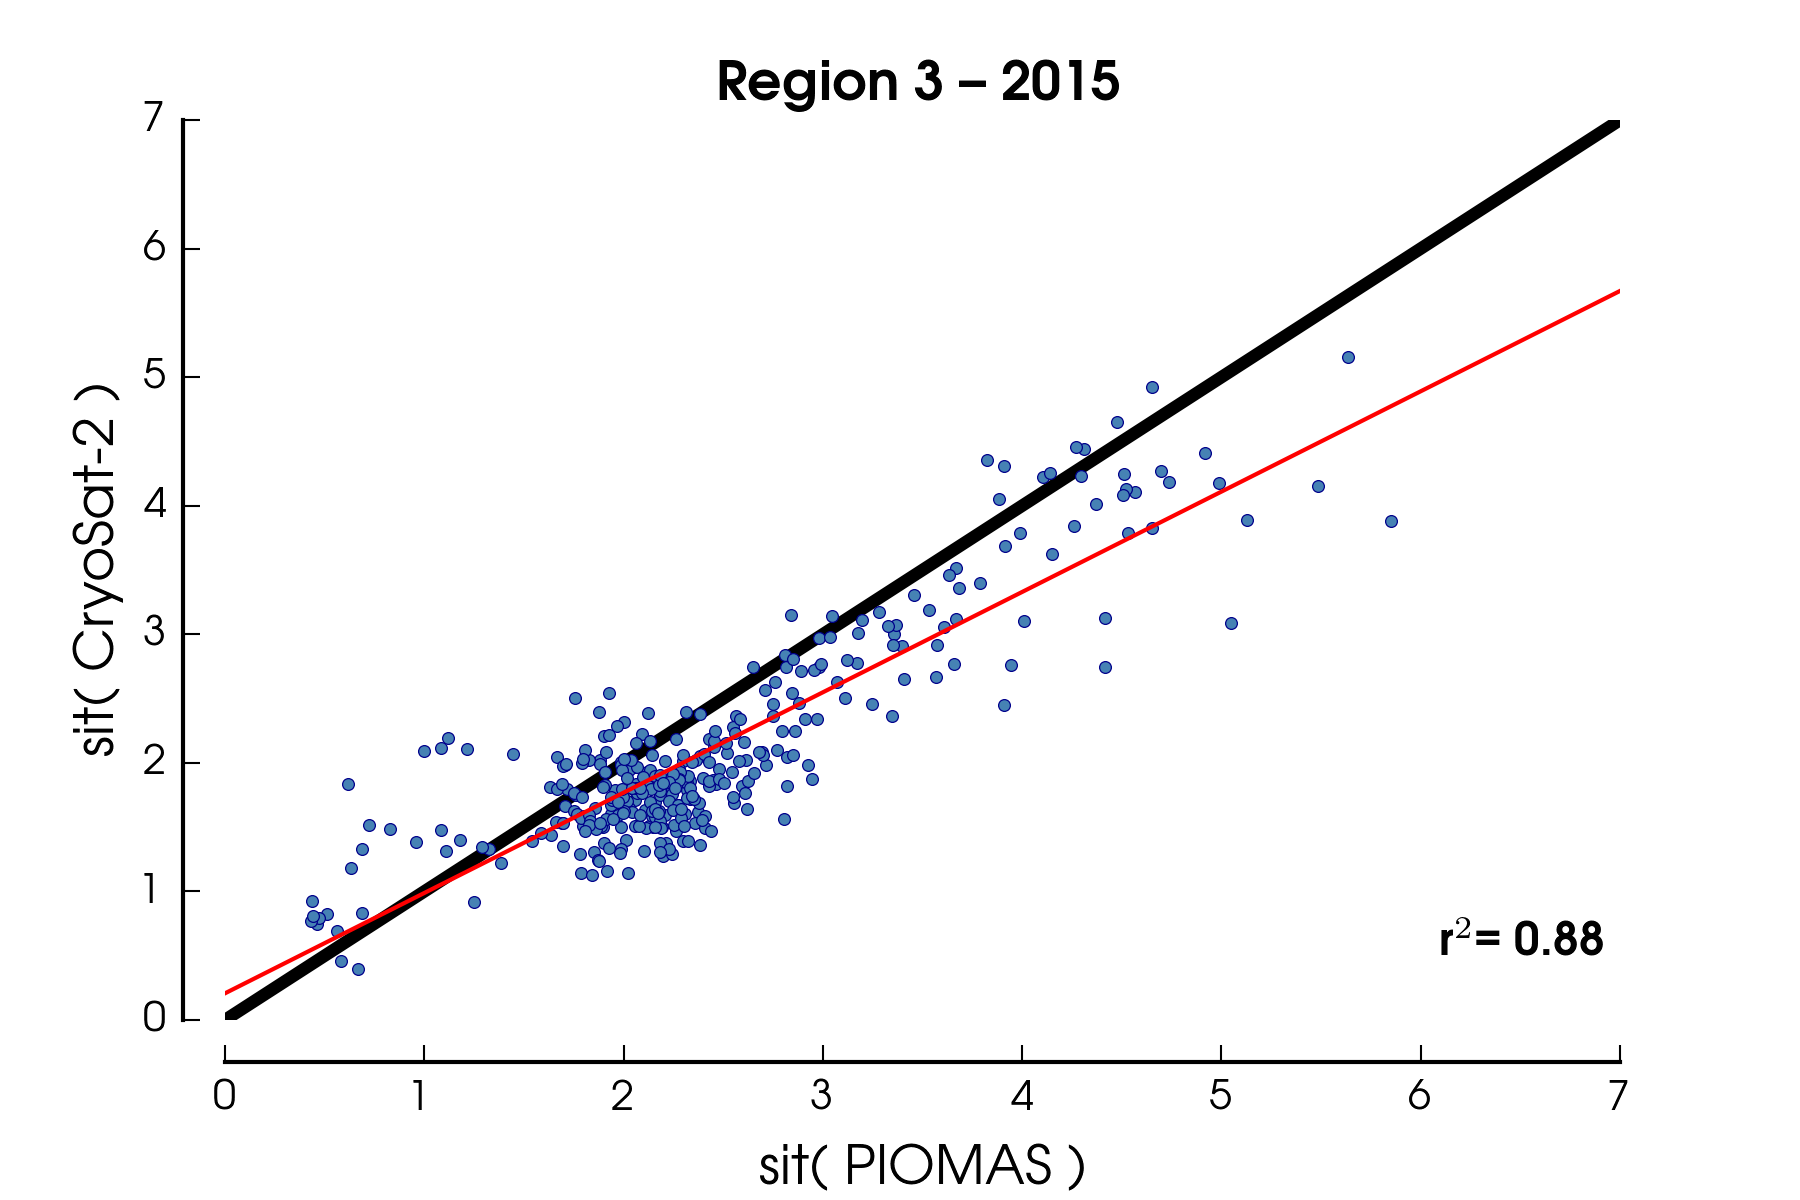 Region 3 – 2015
7
6
5
4
3
2
1
0
sit( CryoSat-2 )
r²= 0.88
0 1 2 3 4 5 6 7
sit( PIOMAS )